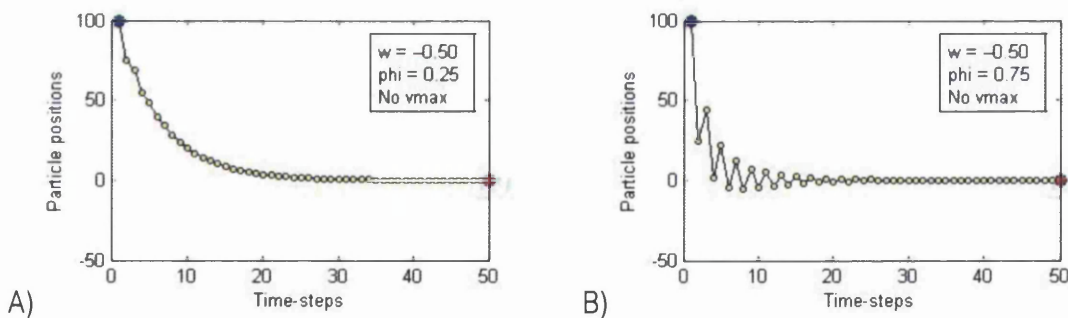 100
50
0
-50
0
10
20
30
40
50
Particle positions
Time-steps
w = –0.50
phi = 0.25
No vmax
A)
100
50
0
-50
0
10
20
30
40
50
Particle positions
Time-steps
w = –0.50
phi = 0.75
No vmax
B)